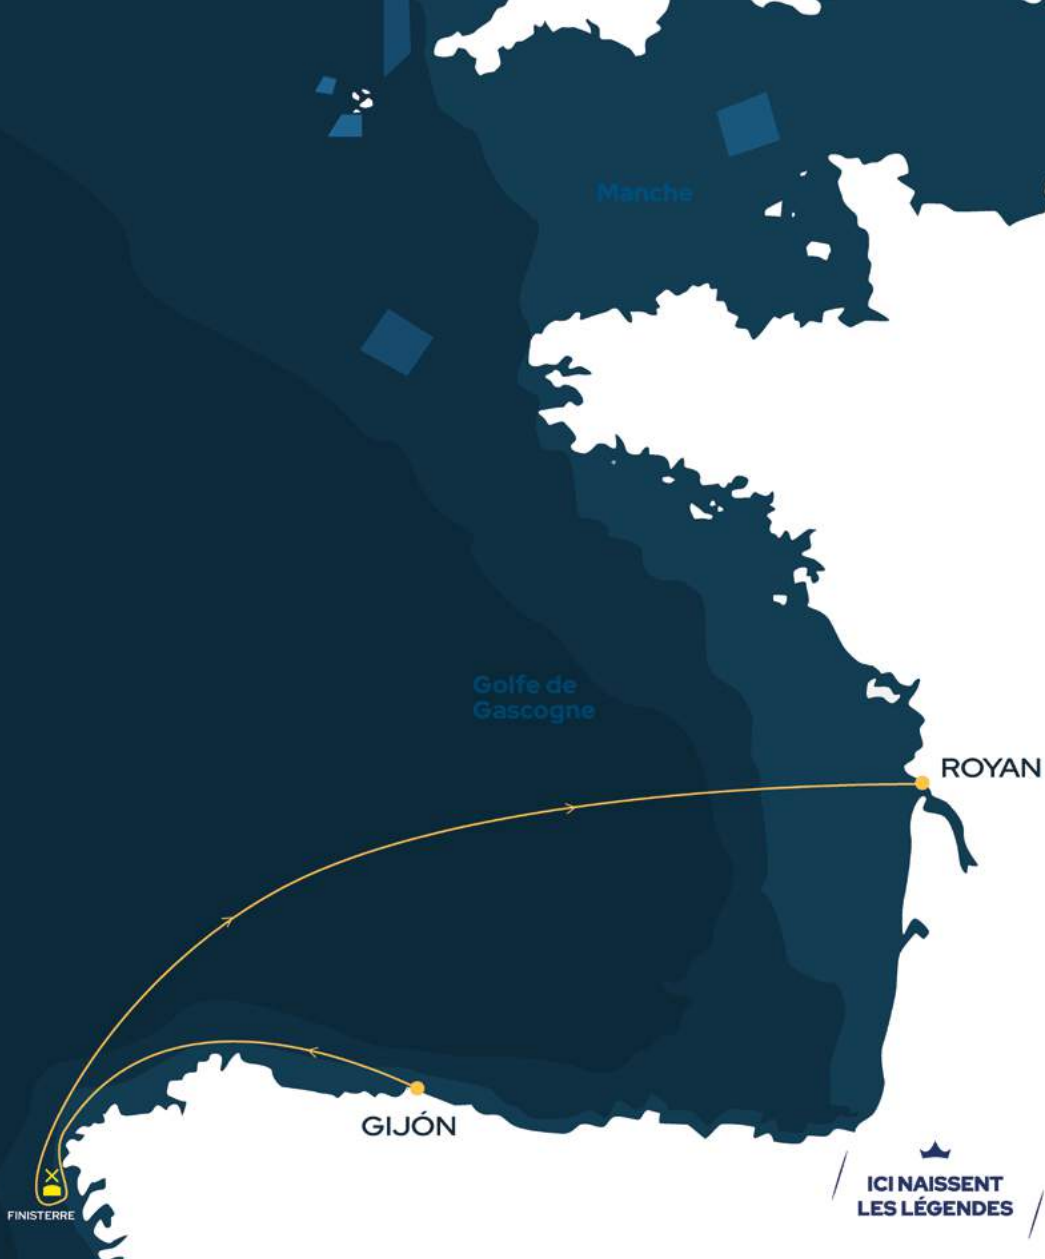 Manche
Golfe de
Gascogne
ROYAN
GIJÓN
ICI NAISSENT
LES LÉGENDES
FINISTERRE